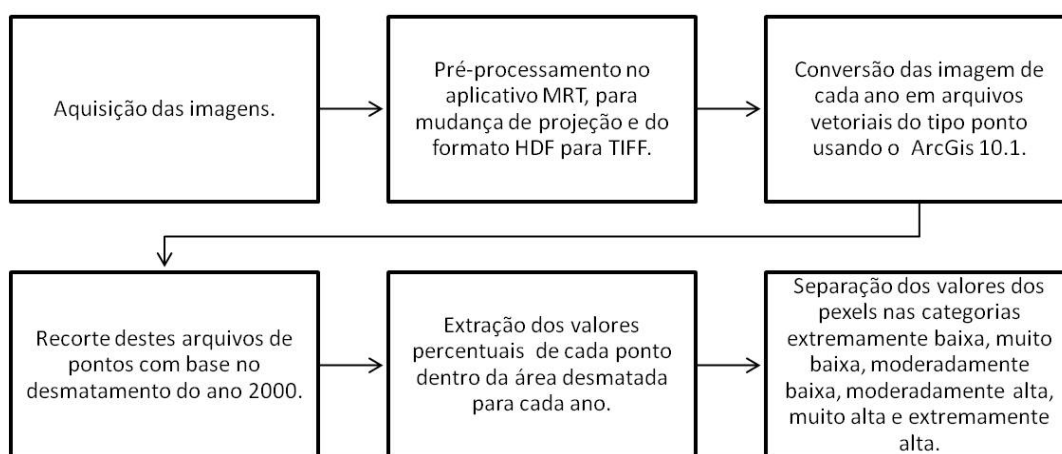 Aquisição das imagens.
Pré-processamento no
aplicativo MRT, para
mudança de projeção e do
formato HDF para TIFF.
Conversão das imagem de
cada ano em arquivos
vetoriais do tipo ponto
usando o ArcGis 10.1.
Recorte destes arquivos de
pontos com base no
desmatamento do ano 2000.
Extração dos valores
percentuais de cada ponto
dentro da área desmatada
para cada ano.
Separação dos valores dos
pexels nas categorias
extremamente baixa, muito
baixa, moderadamente
baixa, moderadamente alta,
muito alta e extremamente
alta.